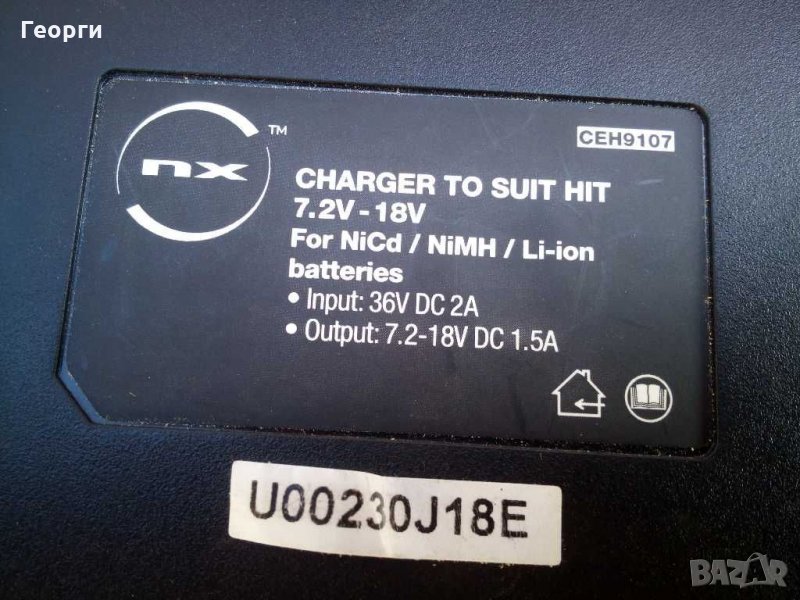 Георги
nx
TM
CEH9107
CHARGER TO SUIT HIT
7.2V - 18V
For NiCd / NiMH / Li-ion
batteries
• Input: 36V DC 2A
• Output: 7.2-18V DC 1.5A
U00230J18E
BAZAR